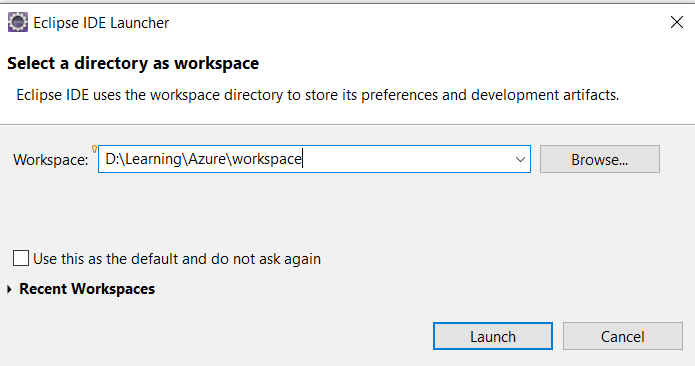 Eclipse IDE Launcher
Select a directory as workspace
Eclipse IDE uses the workspace directory to store its preferences and development artifacts.
Workspace: D:\Learning\Azure\workspace Browse...
Use this as the default and do not ask again
Recent Workspaces
Launch Cancel